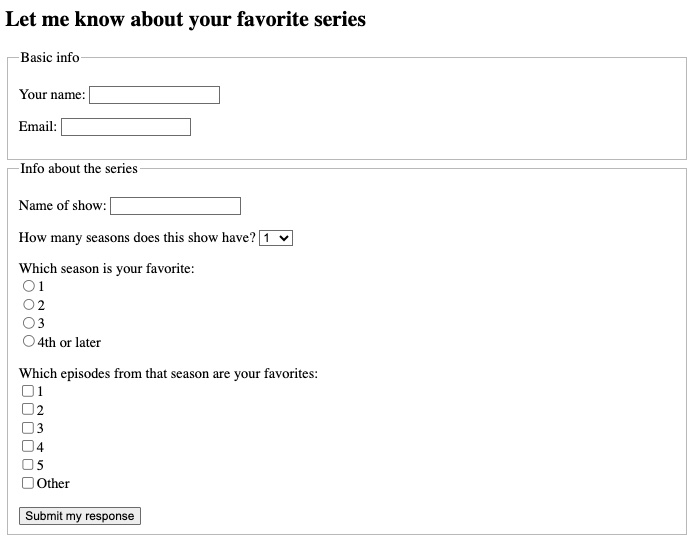 Let me know about your favorite series
Basic info
Your name:
Email:
Info about the series
Name of show:
How many seasons does this show have? 1
Which season is your favorite:
1
2
3
4th or later
Which episodes from that season are your favorites:
1
2
3
4
5
Other
Submit my response